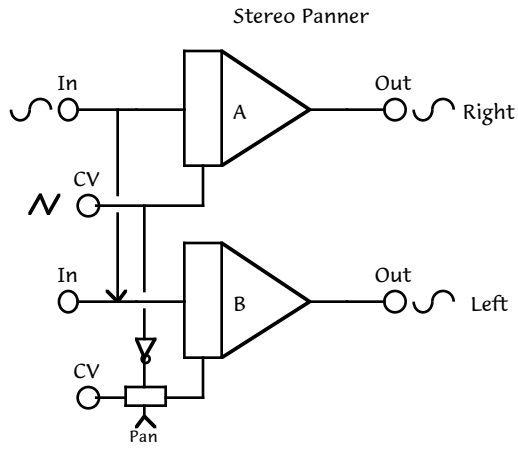 Stereo Panner
In
Out
A
Right
CV
In
Out
B
Left
CV
Pan